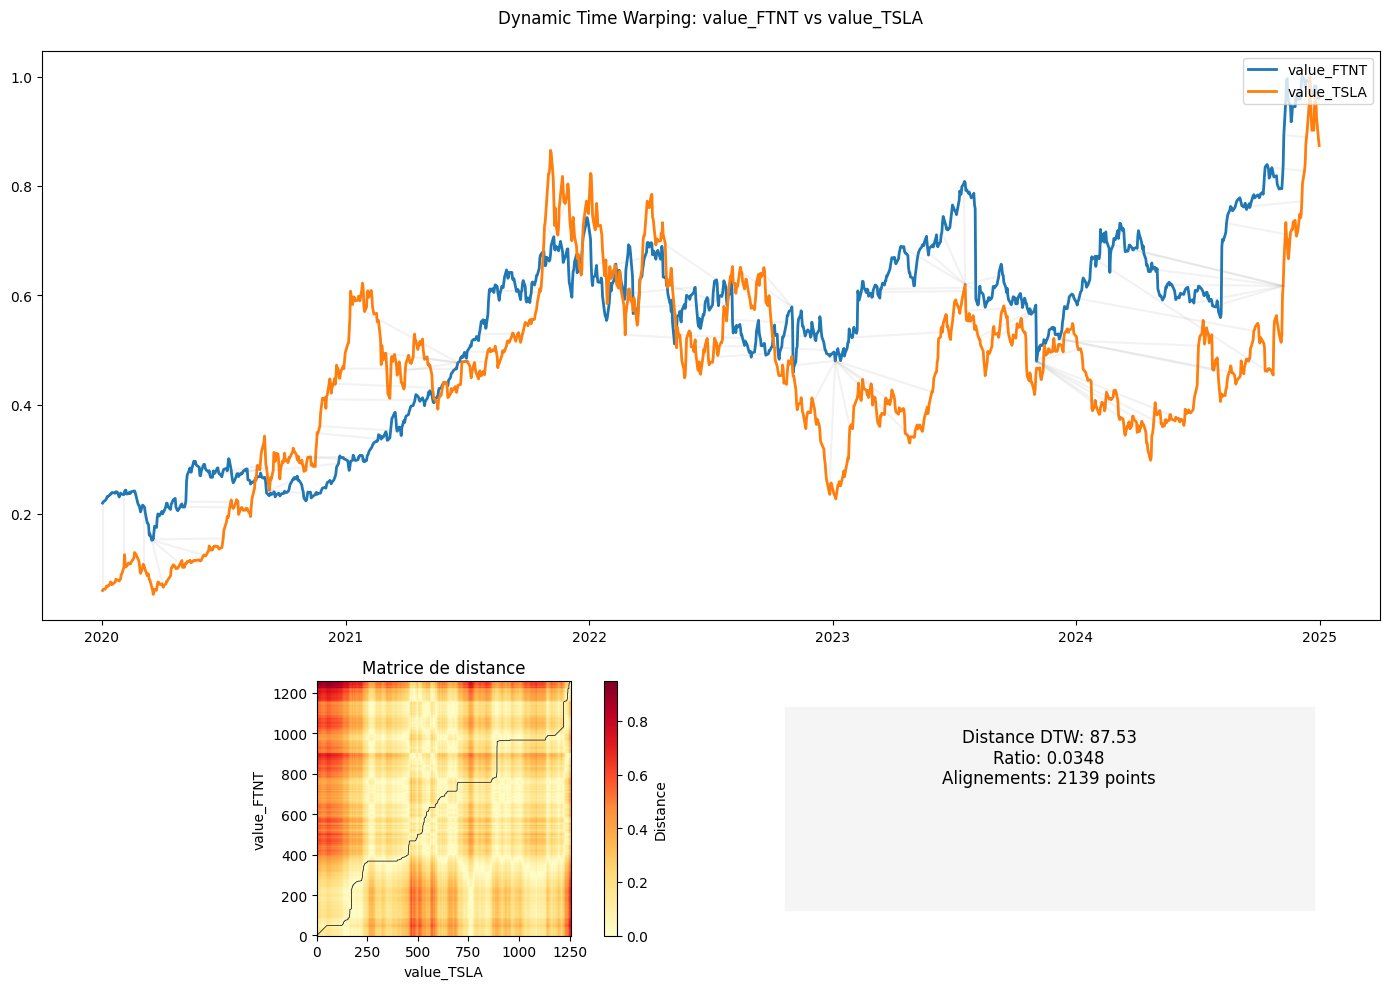 Dynamic Time Warping: value_FTNT vs value_TSLA
value_FTNT
value_TSLA
1.0
0.8
0.6
0.4
0.2
2020 2021 2022 2023 2024 2025
Matrice de distance
value_FTNT
1200
1000
800
600
400
200
0
0 250 500 750 1000 1250
value_TSLA
0.8
0.6
0.4
0.2
0.0
Distance
Distance DTW: 87.53
Ratio: 0.0348
Alignements: 2139 points